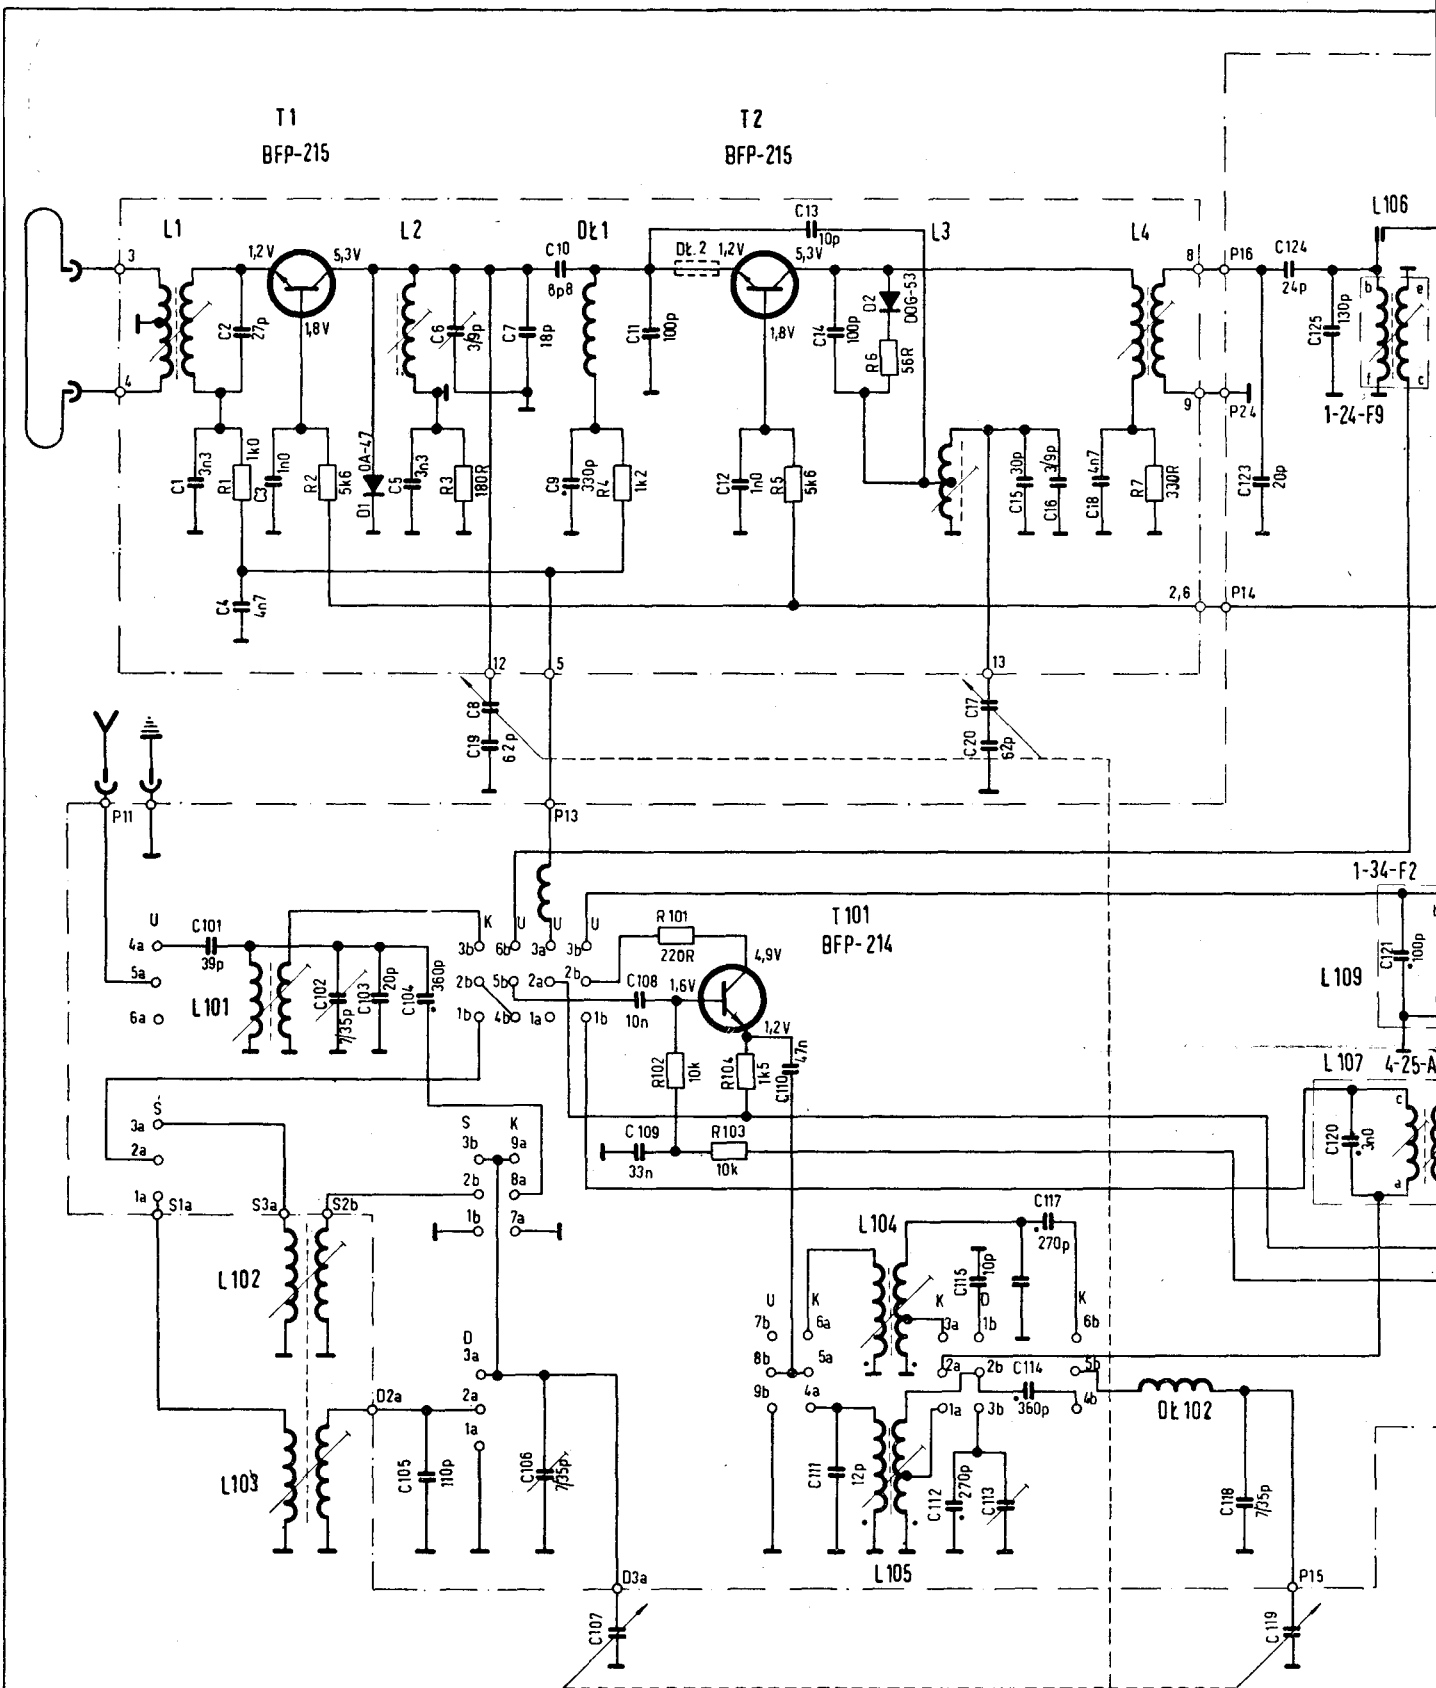 T1
BFP-215
T2
BFP-215
L1
L2
DŁ1
L3
L4
L106
3
4
1,2V
5,3V
1,8V
C2
27p
C6
3/9p
C7
18p
C10
6p8
C11
100p
DŁ.2
C13
10p
1,2V
5,3V
1,8V
C14
100p
D2
DOG-53
R6
56R
8
P16
9
P24
C124
24p
C125
130p
b
f
e
c
1-24-F9
C1
3n3
R1
1k0
C3
1n0
R2
5k6
D1
OA-47
C5
3n3
R3
180R
C9
330p
R4
1k2
C12
1n0
R5
5k6
C15
30p
C16
3/9p
C18
4n7
R7
330R
C123
20p
C4
4n7
2,6
P14
12
5
13
C8
C19
62p
C17
C20
62p
P11
P13
1-34-F2
U
4a
5a
6a
C101
39p
L101
C102
7/35p
C103
20p
C104
360p
K
3b
2b
1b
U
6b
5b
4b
U
3a
2a
1a
U
3b
2b
1b
R101
220R
T101
BFP-214
4,9V
1,6V
1,2V
C108
10n
R102
10k
R104
1k5
C110
47n
L109
C121
100p
L107
4-25-A
C120
3n0
c
a
S
3a
2a
1a
S
3b
2b
1b
K
9a
8a
7a
C109
33n
R103
10k
S1a
S3a
S2b
L102
L103
L104
C117
270p
C115
10p
U
7b
8b
9b
K
6a
5a
4a
K
3a
2a
1a
D
1b
2b
3b
K
6b
5b
4b
C114
360p
DŁ102
D
3a
2a
1a
D2a
C105
110p
C106
7/35p
C111
12p
C112
270p
C113
C118
7/35p
L105
D3a
P15
C107
C119